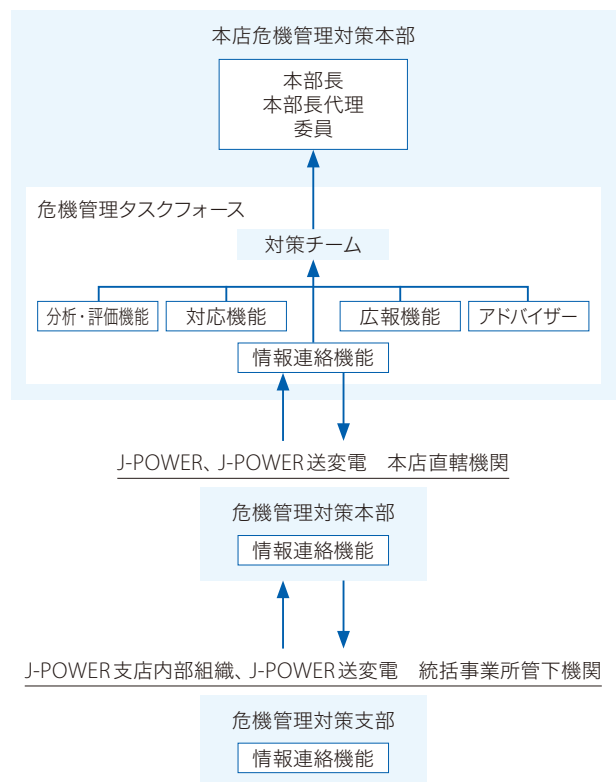 本店危機管理対策本部
本部長
本部長代理
委員
危機管理タスクフォース
対策チーム
分析・評価機能
対応機能
広報機能
アドバイザー
情報連絡機能
J-POWER、J-POWER送変電　本店直轄機関
危機管理対策本部
情報連絡機能
J-POWER支店内部組織、J-POWER送変電　統括事業所管下機関
危機管理対策支部
情報連絡機能